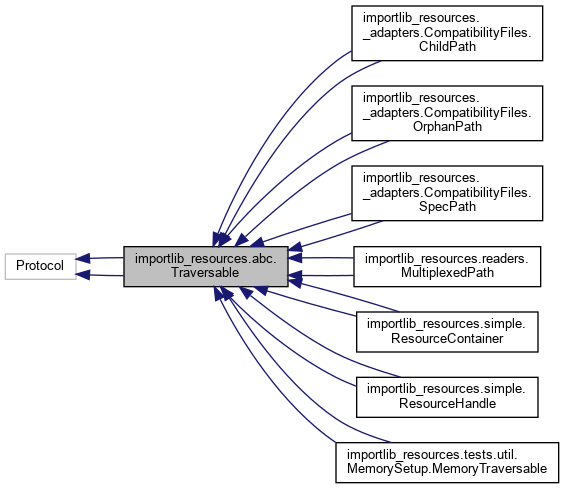 importlib_resources.
_adapters.CompatibilityFiles.
ChildPath
importlib_resources.
_adapters.CompatibilityFiles.
OrphanPath
importlib_resources.
_adapters.CompatibilityFiles.
SpecPath
Protocol
importlib_resources.abc.
Traversable
importlib_resources.readers.
MultiplexedPath
importlib_resources.simple.
ResourceContainer
importlib_resources.simple.
ResourceHandle
importlib_resources.tests.util.
MemorySetup.MemoryTraversable